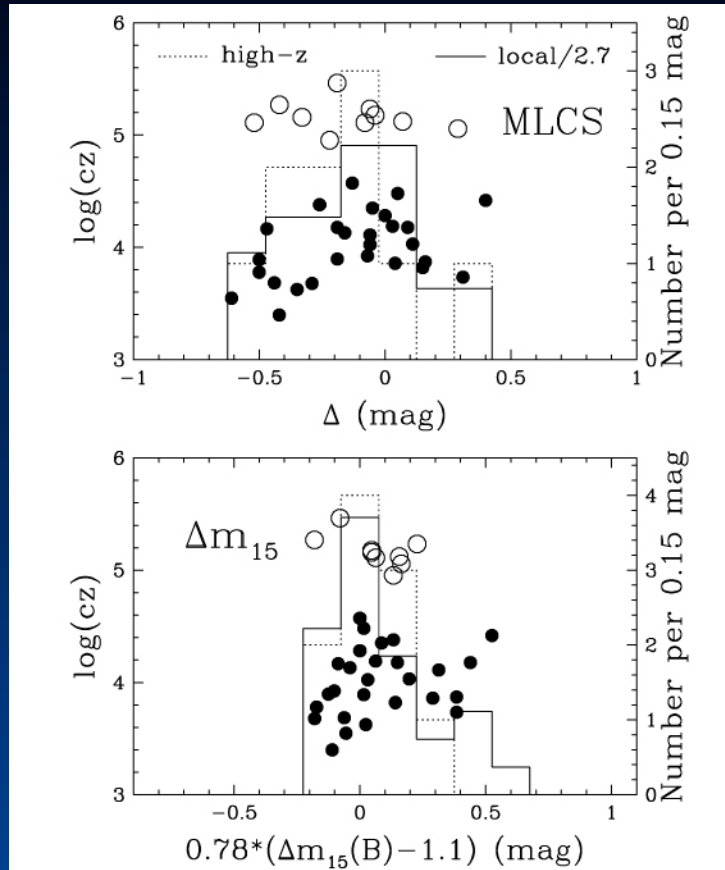 6
5
4
3
log(cz)
high-z
local/2.7
MLCS
3
2
1
0
Number per 0.15 mag
-1
-0.5
0
0.5
1
Δ (mag)
6
5
4
3
log(cz)
Δm₁₅
4
3
2
1
0
Number per 0.15 mag
-0.5
0
0.5
1
0.78*(Δm₁₅(B)-1.1) (mag)